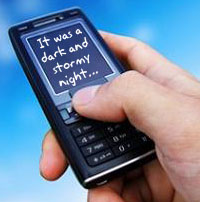 It was a
dark and
stormy
night...